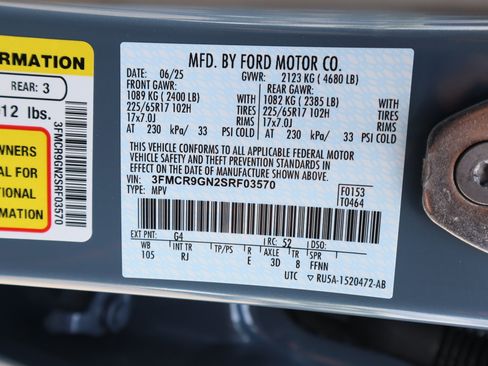 ORMATION
REAR: 3
12 lbs.
WNERS
AL FOR
TIONAL
ATION.
3FMCR9GN2SRF03570
MFD. BY FORD MOTOR CO.
06/25 GVWR: 2123 KG ( 4680 LB)
FRONT GAWR: REAR GAWR:
1089 KG ( 2400 LB) WITH 1082 KG ( 2385 LB) WITH
225/65R17 102H TIRES 225/65R17 102H TIRES
17x7.0J RIMS 17x7.0J RIMS
AT 230 kPa/ 33 PSI COLD AT 230 kPa/ 33 PSI COLD
THIS VEHICLE CONFORMS TO ALL APPLICABLE FEDERAL MOTOR
VEHICLE SAFETY AND THEFT PREVENTION STANDARDS IN
EFFECT ON THE DATE OF MANUFACTURE SHOWN ABOVE.
VIN: 3FMCR9GN2SRF03570 F0153
TYPE: MPV T0464
EXT PNT: G4 RC: 52 DSO:
WB INT TR TP/PS R AXLE TR SPR
105 RJ E 3D 8 FFNN
UTC ▼ RU5A-1520472-AB